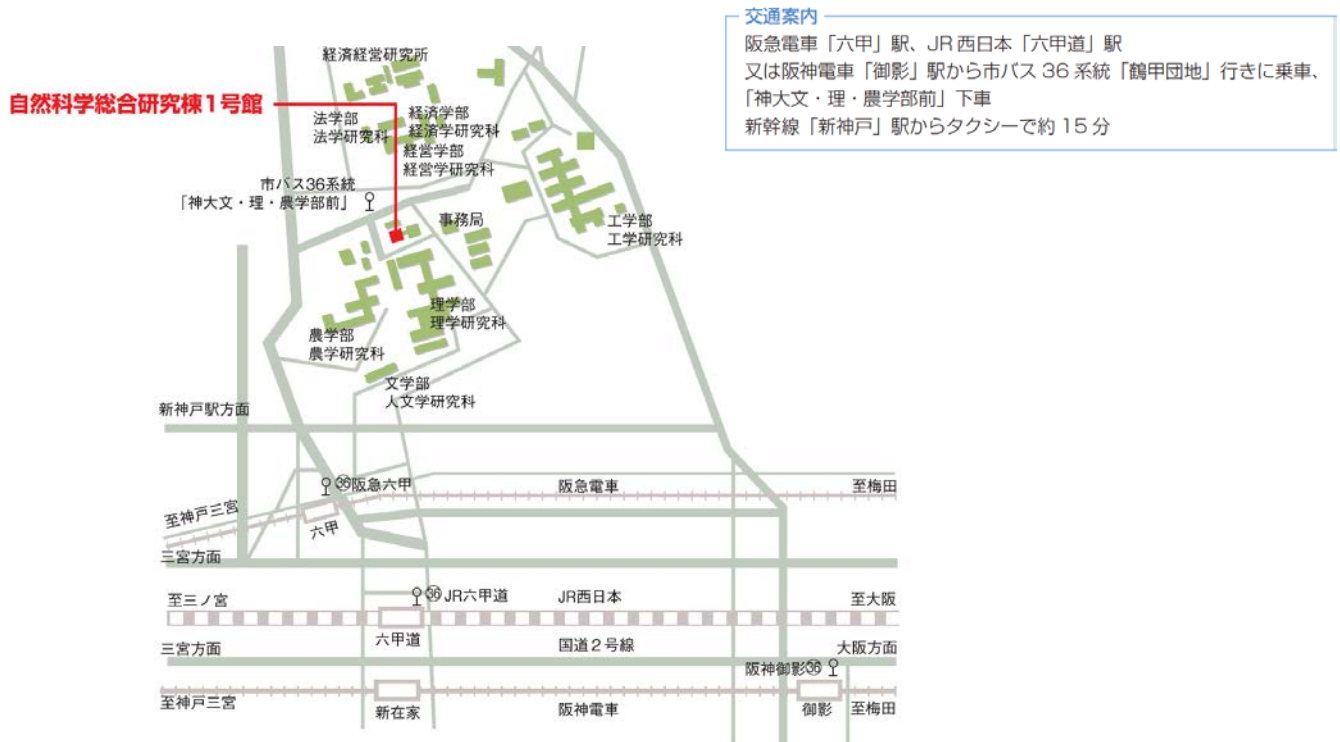 交通案内
阪急電車「六甲」駅、JR西日本「六甲道」駅
又は阪神電車「御影」駅から市バス36系統「鶴甲団地」行きに乗車、
「神大文・理・農学部前」下車
新幹線「新神戸」駅からタクシーで約15分
経済経営研究所
自然科学総合研究棟1号館
法学部
法学研究科
経済学部
経済学研究科
経営学部
経営学研究科
市バス36系統
「神大文・理・農学部前」
事務局
工学部
工学研究科
理学部
理学研究科
農学部
農学研究科
文学部
人文学研究科
新神戸駅方面
㊱阪急六甲
阪急電車
至梅田
至神戸三宮
六甲
三宮方面
㊱JR六甲道
JR西日本
至三ノ宮
至大阪
六甲道
国道2号線
三宮方面
大阪方面
阪神御影㊱
至神戸三宮
新在家
阪神電車
御影
至梅田